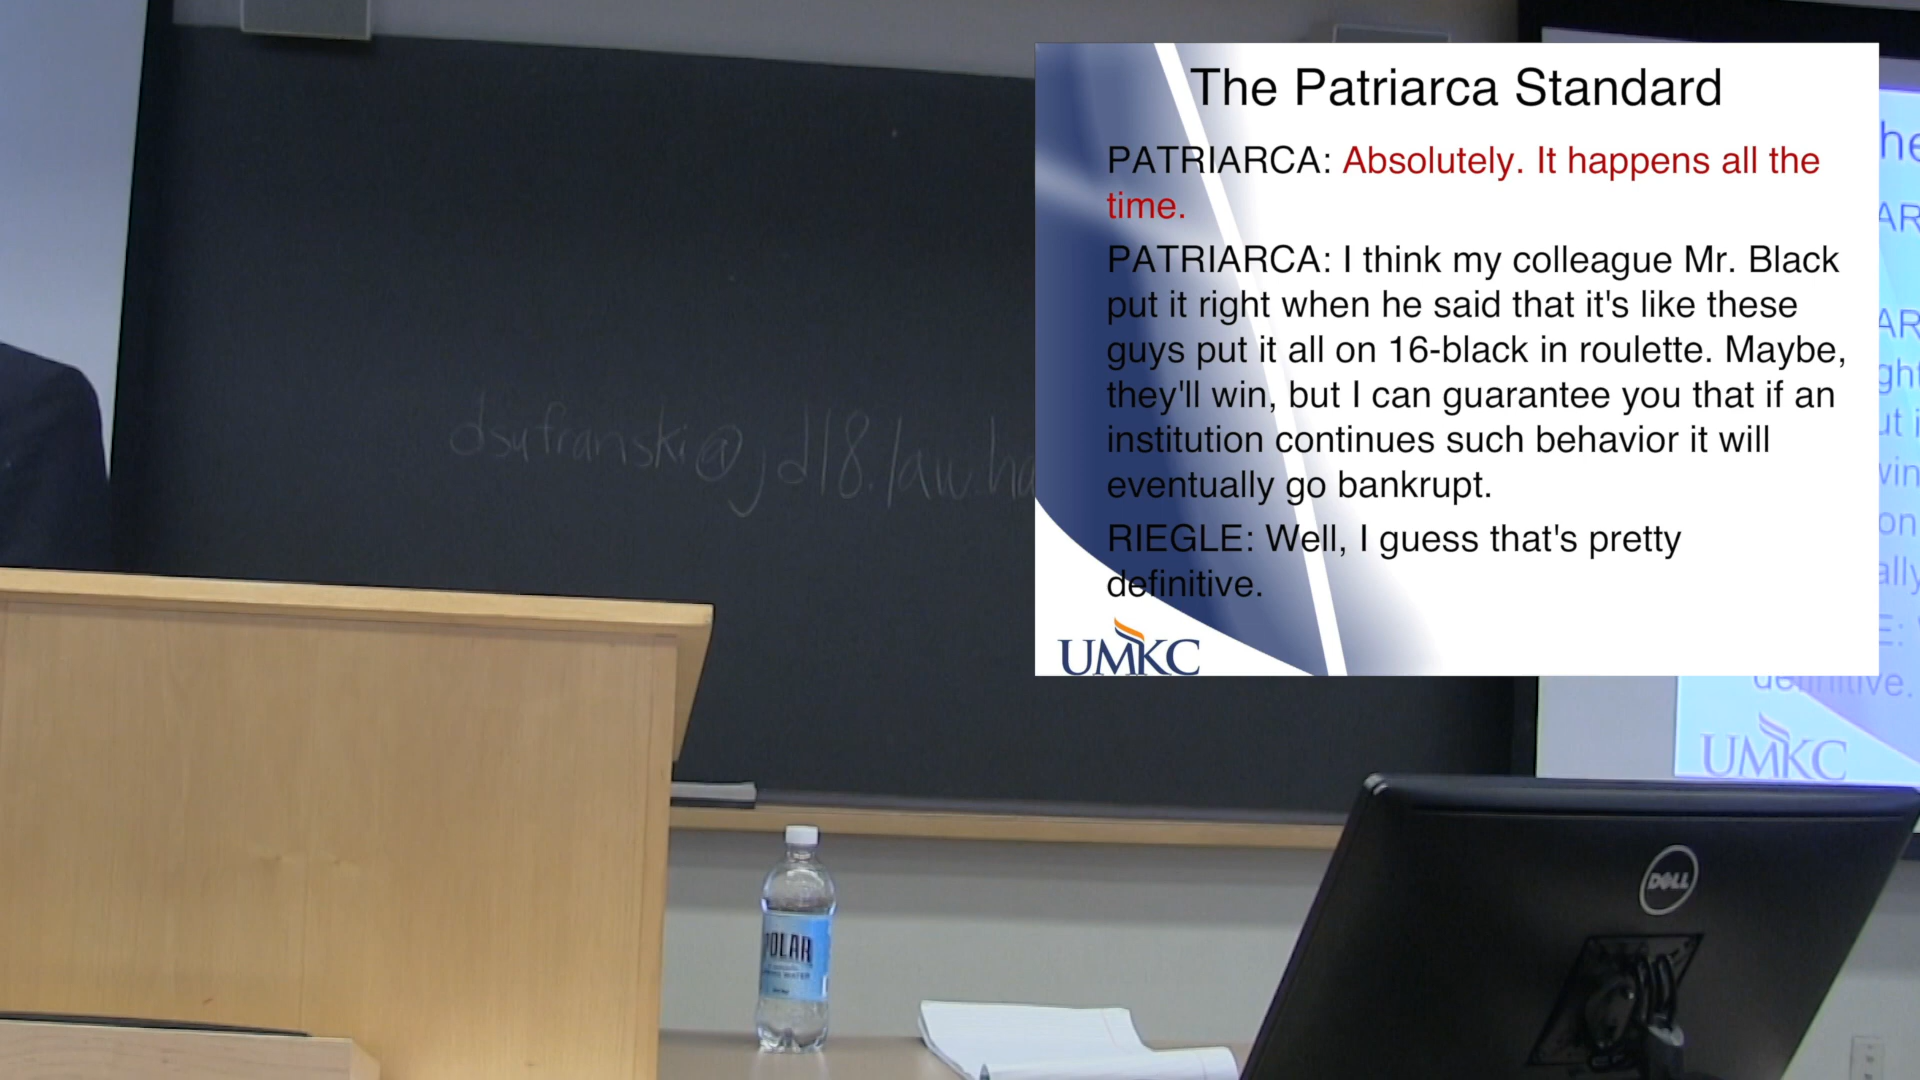 The Patriarca Standard
PATRIARCA: Absolutely. It happens all the
time.
PATRIARCA: I think my colleague Mr. Black
put it right when he said that it's like these
guys put it all on 16-black in roulette. Maybe,
they'll win, but I can guarantee you that if an
institution continues such behavior it will
eventually go bankrupt.
RIEGLE: Well, I guess that's pretty
definitive.
UMKC
dsufranski@jd18.law.ha
definitive.
UMKC
POLAR
DELL